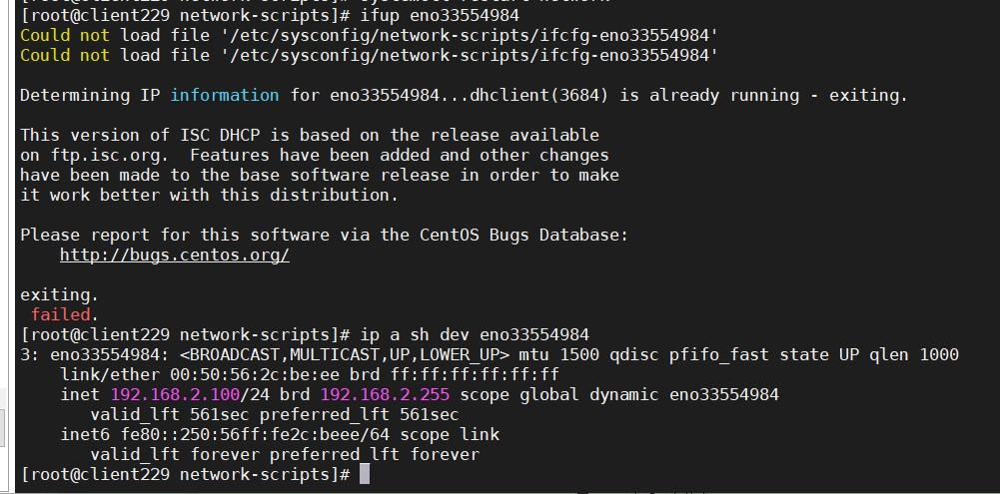 [root@client229 network-scripts]# ifup eno33554984
Could not load file '/etc/sysconfig/network-scripts/ifcfg-eno33554984'
Could not load file '/etc/sysconfig/network-scripts/ifcfg-eno33554984'
Determining IP information for eno33554984...dhclient(3684) is already running - exiting.
This version of ISC DHCP is based on the release available
on ftp.isc.org.  Features have been added and other changes
have been made to the base software release in order to make
it work better with this distribution.
Please report for this software via the CentOS Bugs Database:
    http://bugs.centos.org/
exiting.
 failed.
[root@client229 network-scripts]# ip a sh dev eno33554984
3: eno33554984: <BROADCAST,MULTICAST,UP,LOWER_UP> mtu 1500 qdisc pfifo_fast state UP qlen 1000
    link/ether 00:50:56:2c:be:ee brd ff:ff:ff:ff:ff:ff
    inet 192.168.2.100/24 brd 192.168.2.255 scope global dynamic eno33554984
       valid_lft 561sec preferred_lft 561sec
    inet6 fe80::250:56ff:fe2c:beee/64 scope link
       valid_lft forever preferred_lft forever
[root@client229 network-scripts]#